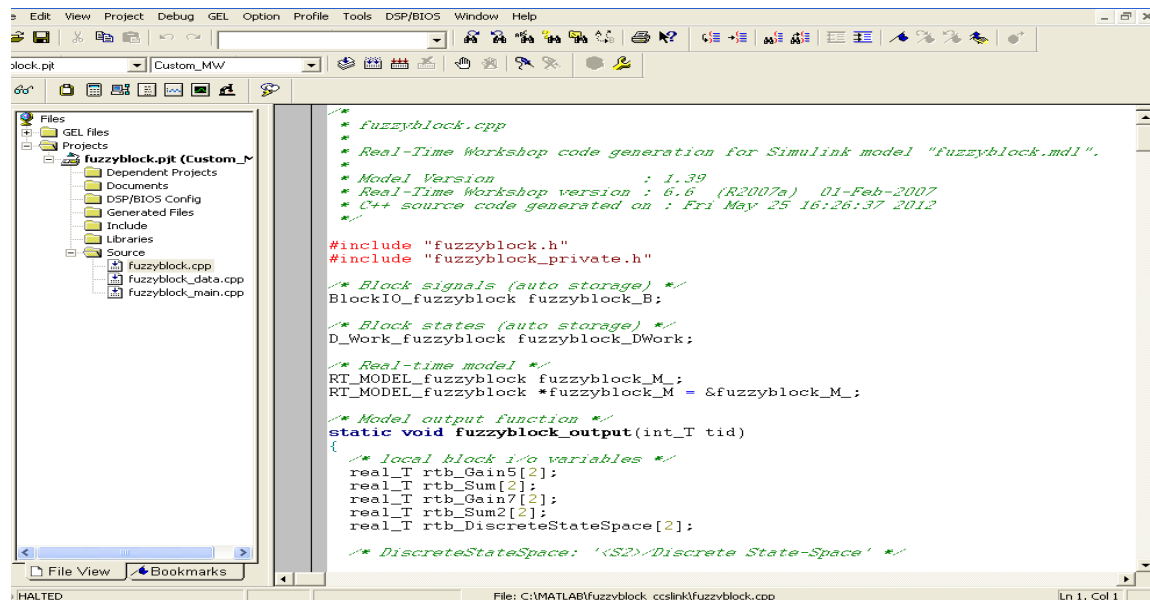 Edit View Project Debug GEL Option Profile Tools DSP/BIOS Window Help
block.pjt Custom_MW
Files
GEL files
Projects
fuzzyblock.pjt (Custom_M
Dependent Projects
Documents
DSP/BIOS Config
Generated Files
Include
Libraries
Source
fuzzyblock.cpp
fuzzyblock_data.cpp
fuzzyblock_main.cpp
File View Bookmarks
/*
* fuzzyblock.cpp
*
* Real-Time Workshop code generation for Simulink model "fuzzyblock.mdl".
*
* Model Version : 1.39
* Real-Time Workshop version : 6.6 (R2007a) 01-Feb-2007
* C++ source code generated on : Fri May 25 16:26:37 2012
*/
#include "fuzzyblock.h"
#include "fuzzyblock_private.h"
/* Block signals (auto storage) */
BlockIO_fuzzyblock fuzzyblock_B;
/* Block states (auto storage) */
D_Work_fuzzyblock fuzzyblock_DWork;
/* Real-time model */
RT_MODEL_fuzzyblock fuzzyblock_M_;
RT_MODEL_fuzzyblock *fuzzyblock_M = &fuzzyblock_M_;
/* Model output function */
static void fuzzyblock_output(int_T tid)
{
/* local block i/o variables */
real_T rtb_Gain5[2];
real_T rtb_Sum[2];
real_T rtb_Gain7[2];
real_T rtb_Sum2[2];
real_T rtb_DiscreteStateSpace[2];
/* DiscreteStateSpace: '<S2>/Discrete State-Space' */
HALTED File: C:\MATLAB\fuzzyblock_ccslink\fuzzyblock.cpp Ln 1, Col 1